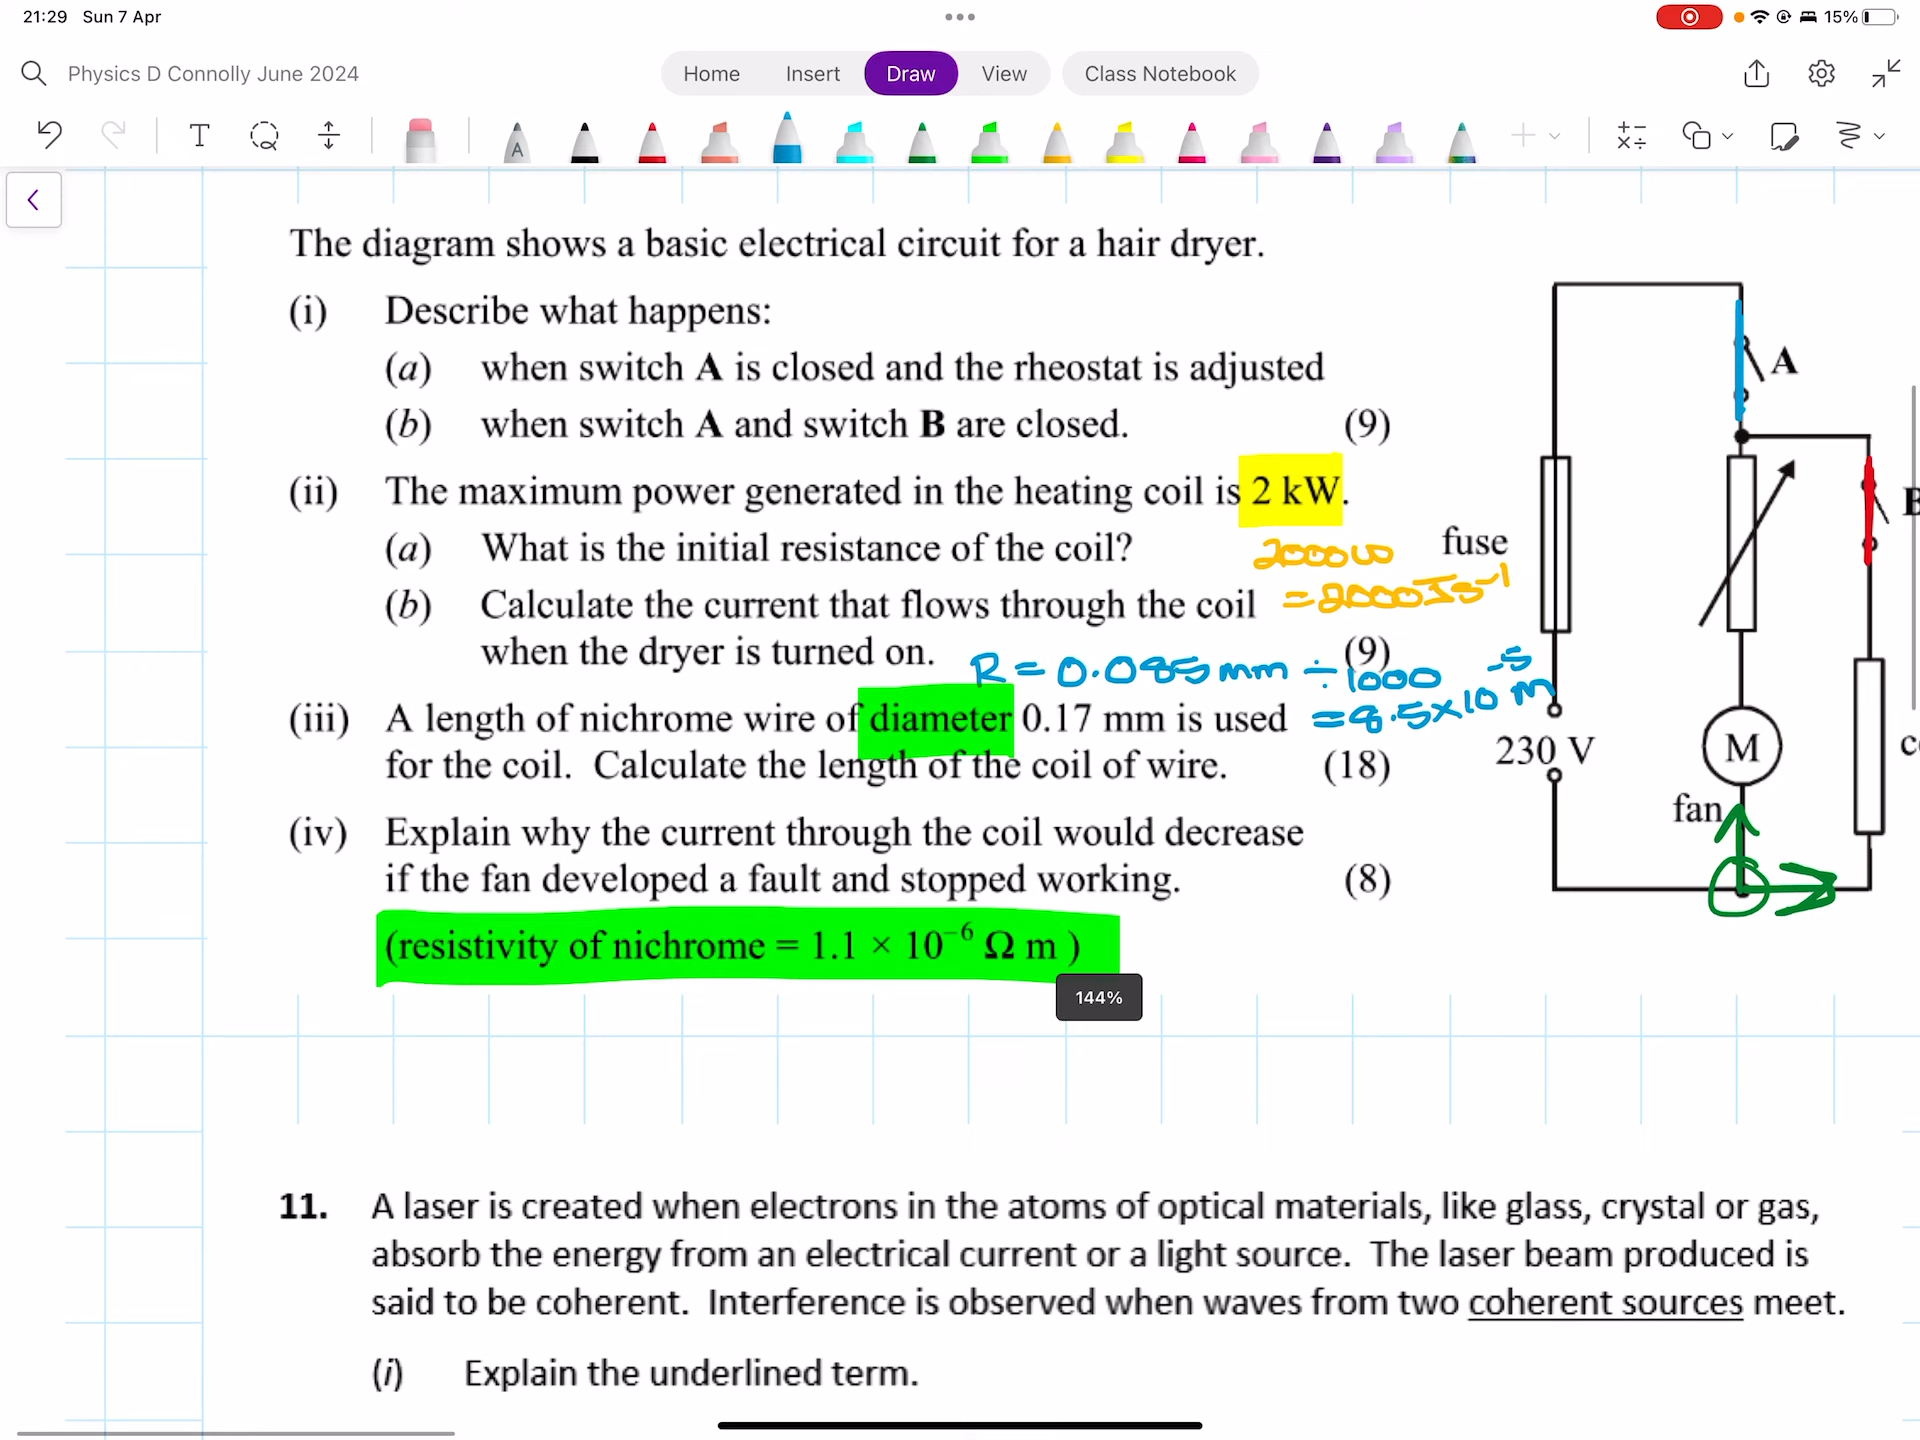 21:29 Sun 7 Apr
15%
Physics D Connolly June 2024
Home Insert Draw View Class Notebook
T
A
The diagram shows a basic electrical circuit for a hair dryer.
(i) Describe what happens:
(a) when switch A is closed and the rheostat is adjusted
(b) when switch A and switch B are closed. (9)
(ii) The maximum power generated in the heating coil is 2 kW.
(a) What is the initial resistance of the coil?
2000W
(b) Calculate the current that flows through the coil
= 2000Js⁻¹
when the dryer is turned on. (9)
R = 0.085mm ÷ 1000
= 8.5×10⁻⁵ m
(iii) A length of nichrome wire of diameter 0.17 mm is used
for the coil. Calculate the length of the coil of wire. (18)
(iv) Explain why the current through the coil would decrease
if the fan developed a fault and stopped working. (8)
(resistivity of nichrome = 1.1 × 10⁻⁶ Ω m )
144%
A
B
fuse
230 V
M
fan
11. A laser is created when electrons in the atoms of optical materials, like glass, crystal or gas,
absorb the energy from an electrical current or a light source. The laser beam produced is
said to be coherent. Interference is observed when waves from two coherent sources meet.
(i) Explain the underlined term.